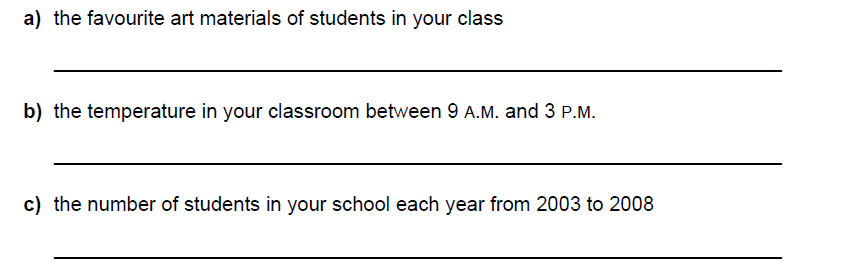 a) the favourite art materials of students in your class
b) the temperature in your classroom between 9 A.M. and 3 P.M.
c) the number of students in your school each year from 2003 to 2008